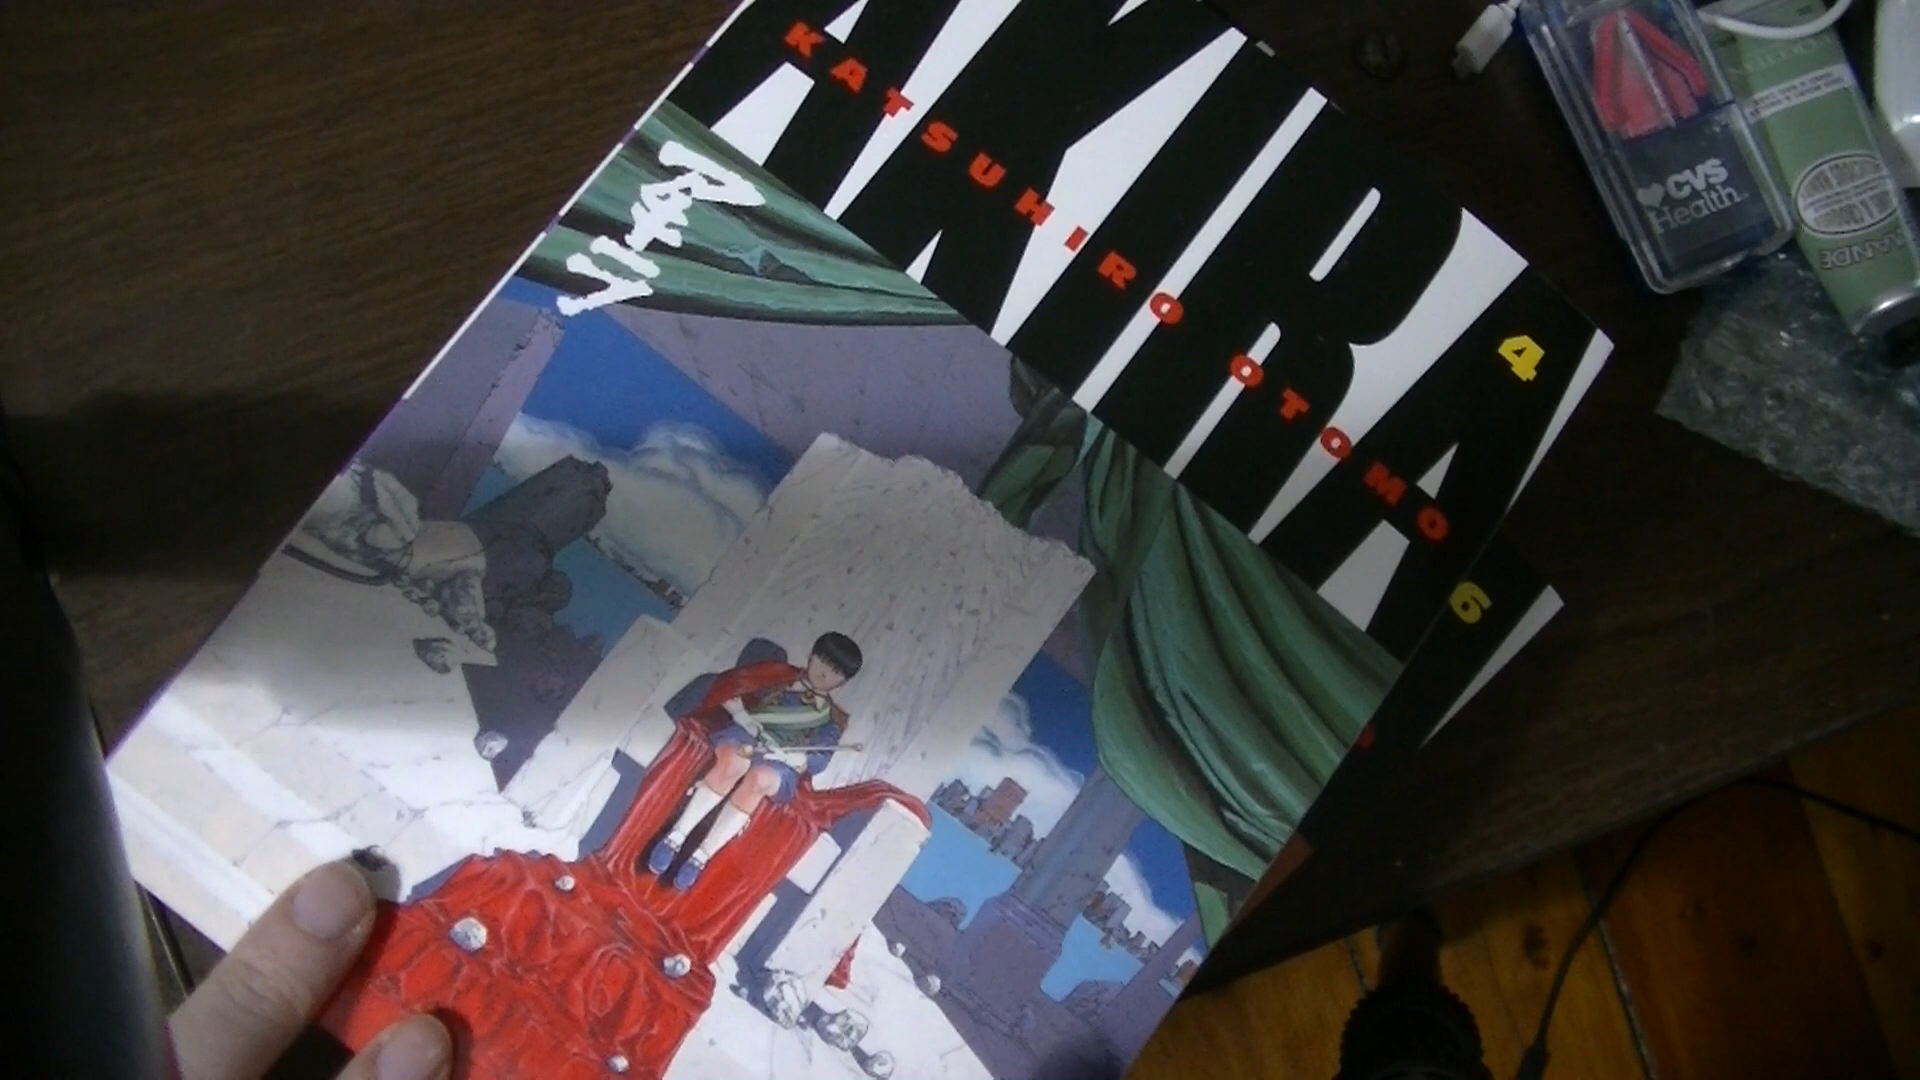 AKIRA
KATSUHIRO OTOMO
4
アキラ
6
CVS
Health